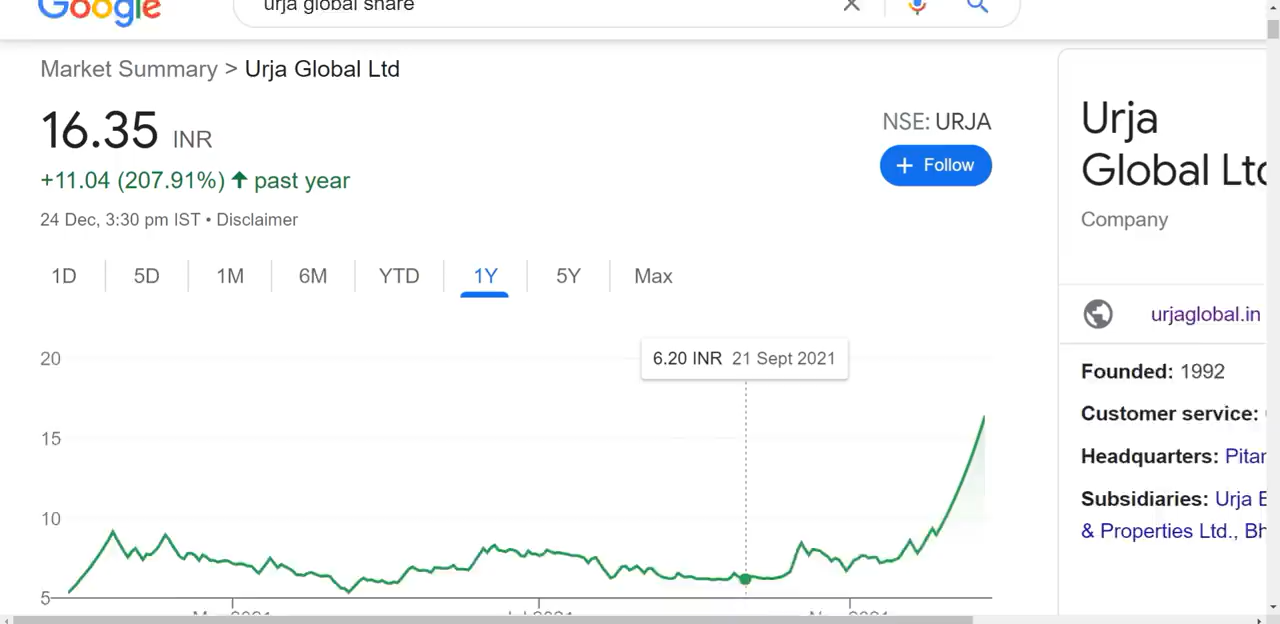 Google
urja global share
Market Summary > Urja Global Ltd
16.35 INR
+11.04 (207.91%) ↑ past year
24 Dec, 3:30 pm IST • Disclaimer
NSE: URJA
+ Follow
1D
5D
1M
6M
YTD
1Y
5Y
Max
6.20 INR 21 Sept 2021
20
15
10
5
Urja
Global Ltd
Company
urjaglobal.in
Founded: 1992
Customer service:
Headquarters:
Subsidiaries: Urja
& Properties Ltd.,